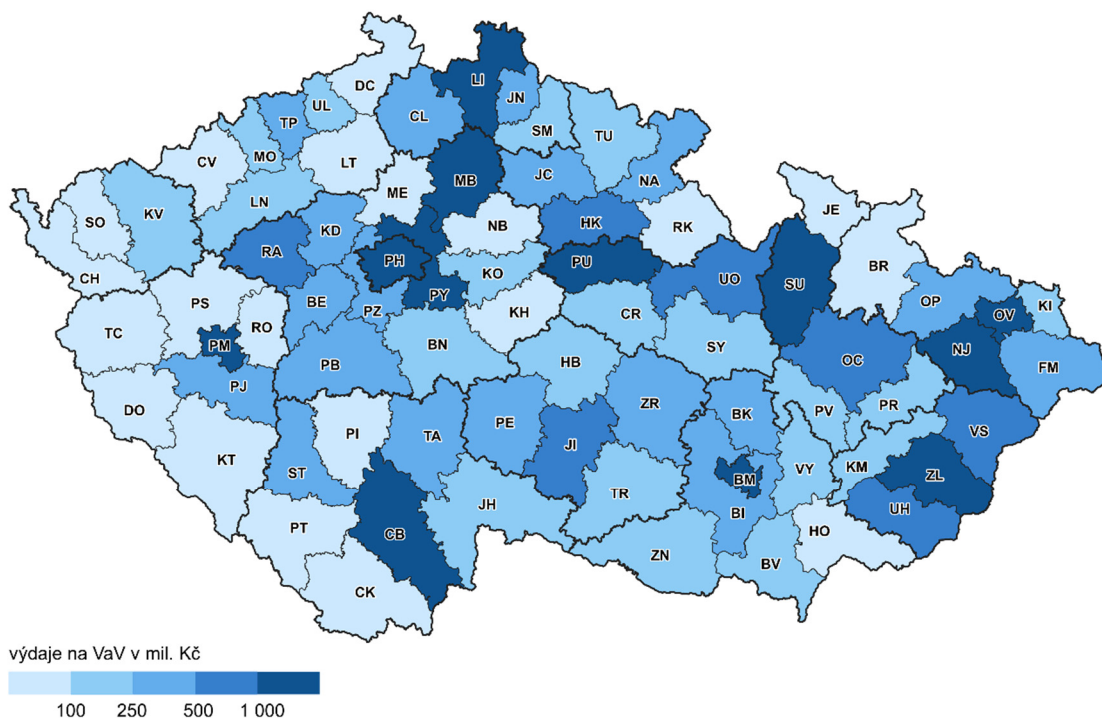 DC
LI
JN
UL
CL
TP
SM
TU
MO
CV
LT
MB
JC
NA
ME
LN
KV
SO
JE
NB
HK
RK
KD
RA
PH
PU
BR
CH
KO
UO
SU
PY
BE
PZ
PS
OP
KI
OV
RO
KH
CR
TC
PM
BN
SY
OC
NJ
HB
FM
PB
PJ
DO
ZR
BK
PV
PR
PI
TA
PE
JI
VS
KT
ST
VY
KM
ZL
BM
TR
JH
BI
UH
PT
CB
HO
ZN
BV
CK
výdaje na VaV v mil. Kč
100 250 500 1 000